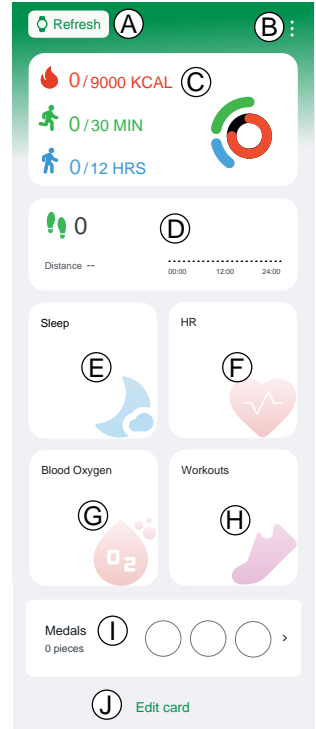 Refresh A B
0/9000 KCAL C
0/30 MIN
0/12 HRS
0 D
Distance --
00:00 12:00 24:00
Sleep HR
E F
Blood Oxygen Workouts
G H
O2
Medals I
0 pieces
J Edit card